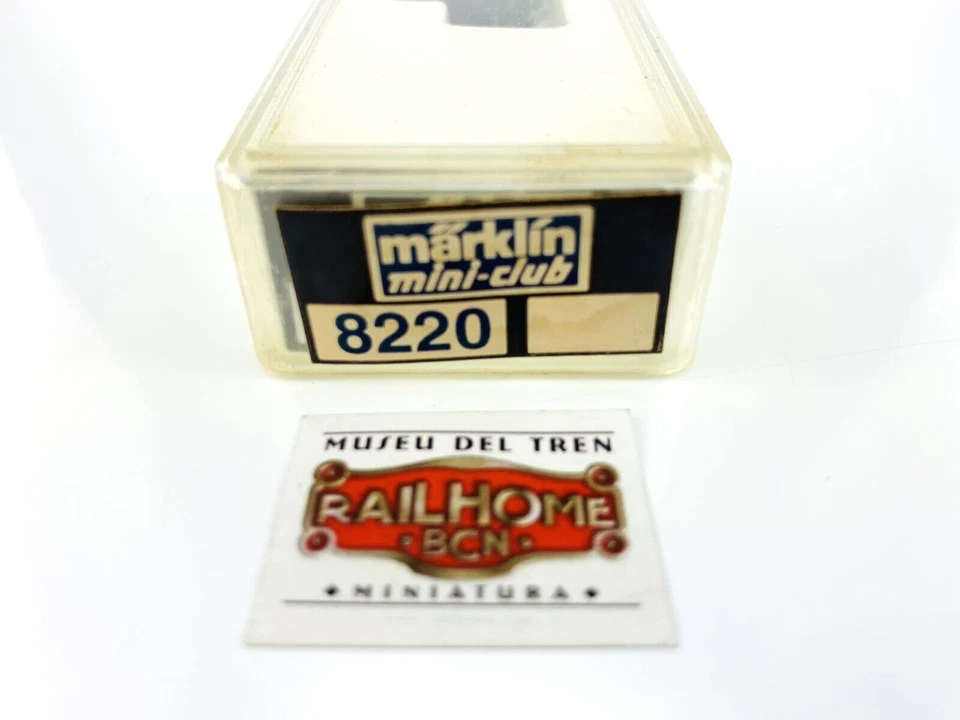 märklin
mini-club
8220
MUSEU DEL TREN
RAILHOME
• BCN •
◆ MINIATURA ◆